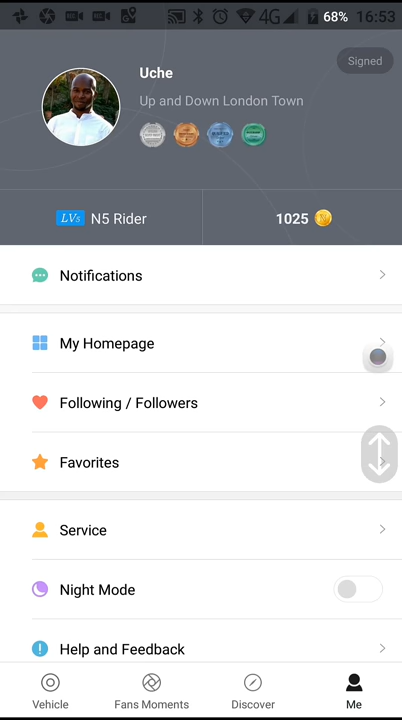 4G 68% 16:53
Signed
Uche
Up and Down London Town
LV5 N5 Rider
1025
Notifications
My Homepage
Following / Followers
Favorites
Service
Night Mode
Help and Feedback
Vehicle Fans Moments Discover Me